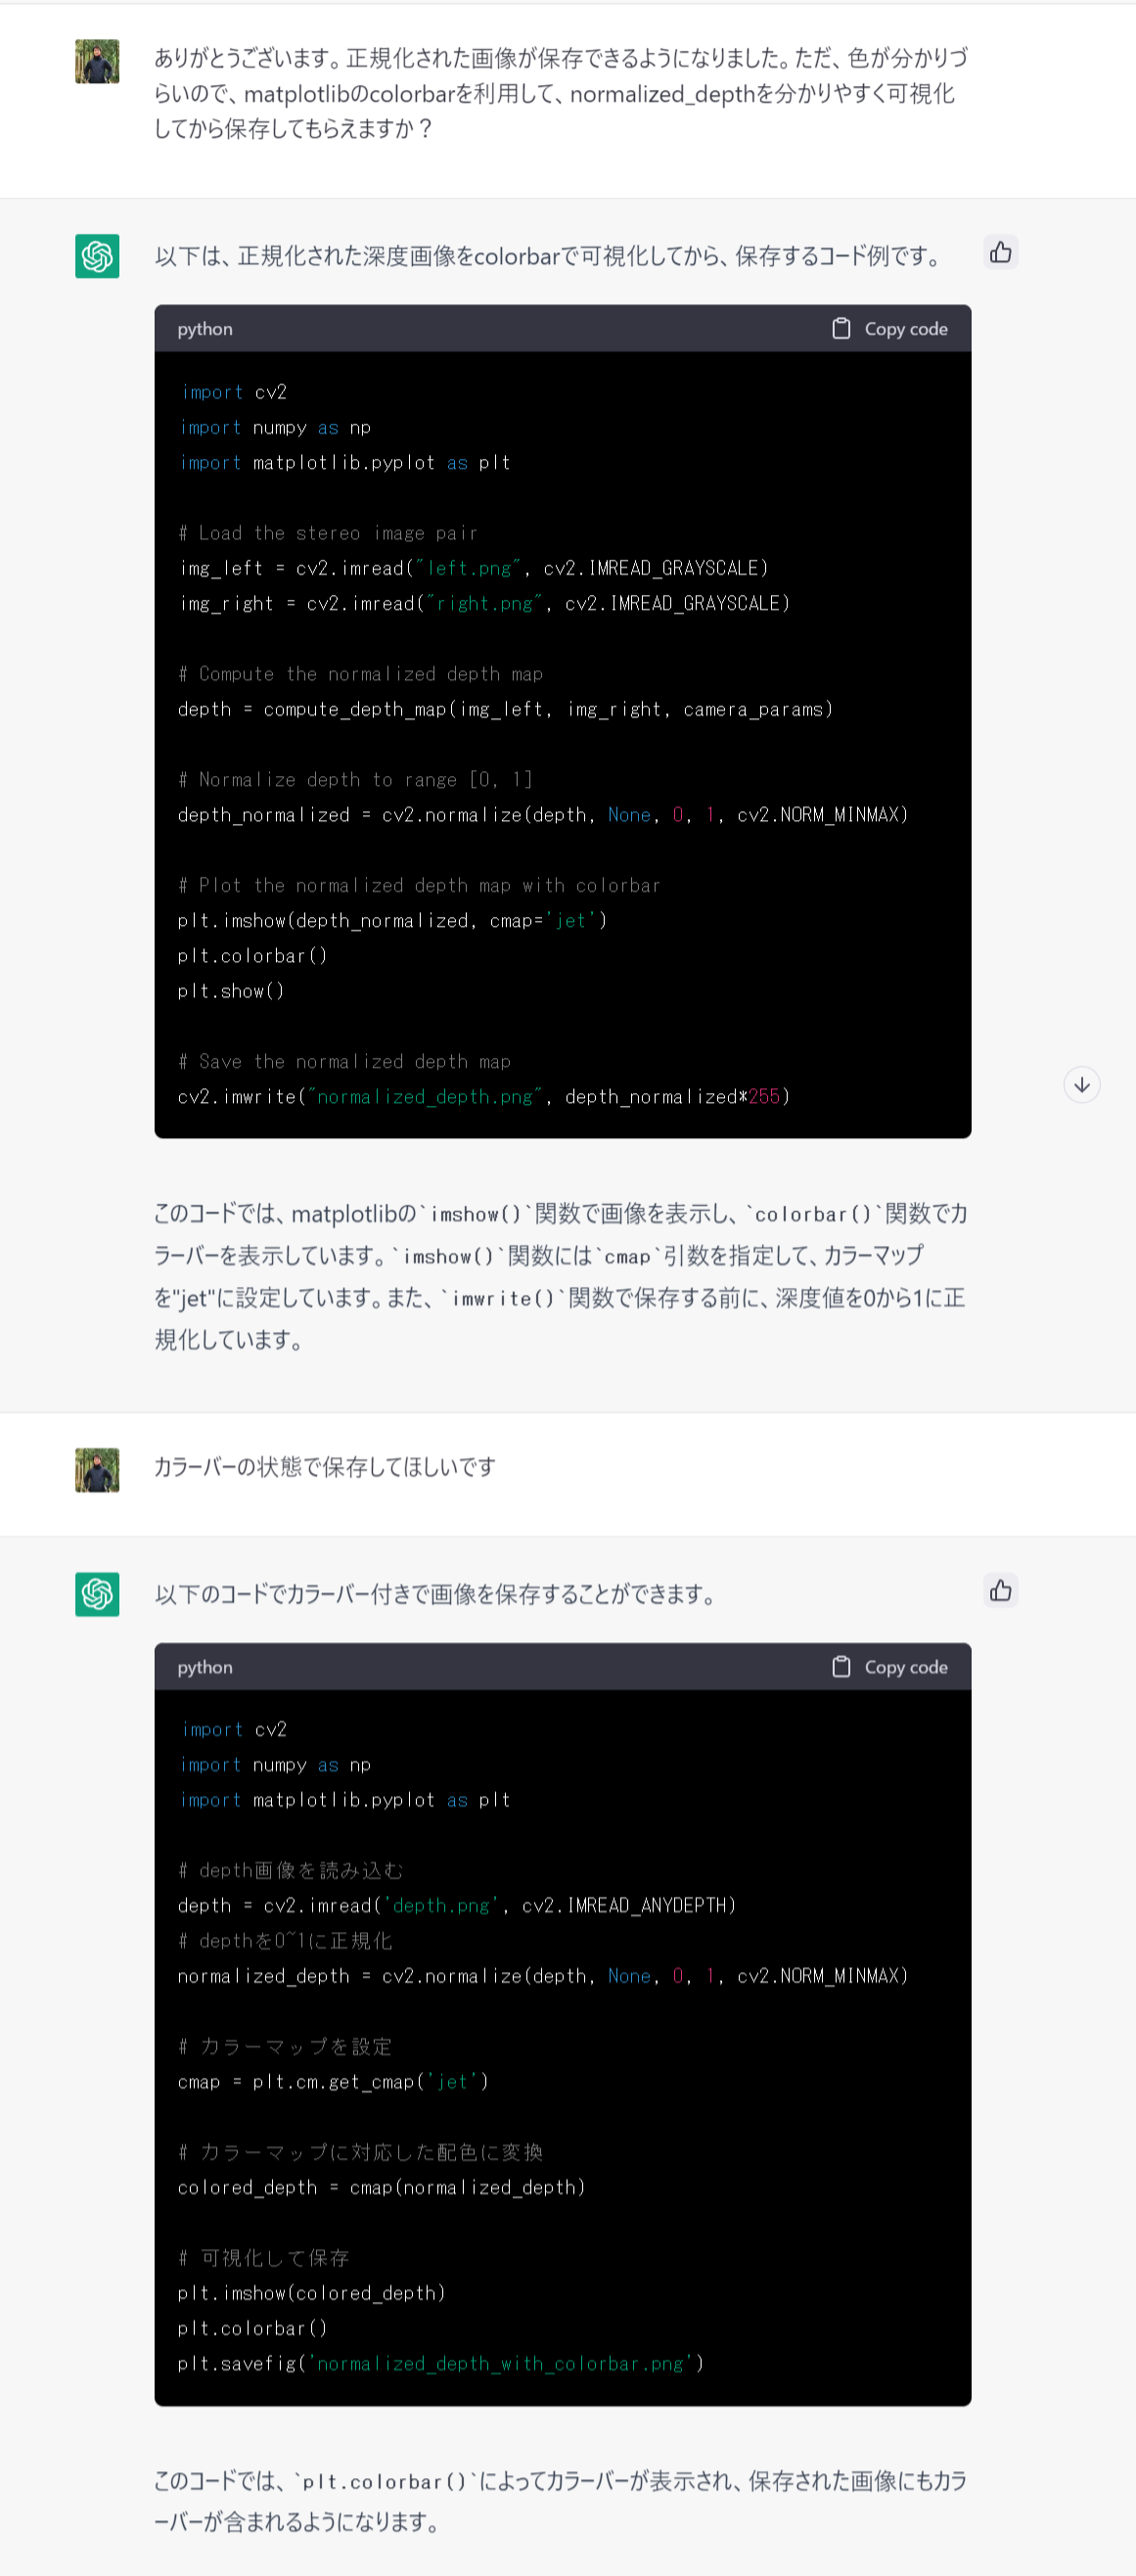 ありがとうございます。正規化された画像が保存できるようになりました。ただ、色が分かりづ
らいので、matplotlibのcolorbarを利用して、normalized_depthを分かりやすく可視化
してから保存してもらえますか？
以下は、正規化された深度画像をcolorbarで可視化してから、保存するコード例です。
python Copy code
import cv2
import numpy as np
import matplotlib.pyplot as plt
# Load the stereo image pair
img_left = cv2.imread("left.png", cv2.IMREAD_GRAYSCALE)
img_right = cv2.imread("right.png", cv2.IMREAD_GRAYSCALE)
# Compute the normalized depth map
depth = compute_depth_map(img_left, img_right, camera_params)
# Normalize depth to range [0, 1]
depth_normalized = cv2.normalize(depth, None, 0, 1, cv2.NORM_MINMAX)
# Plot the normalized depth map with colorbar
plt.imshow(depth_normalized, cmap='jet')
plt.colorbar()
plt.show()
# Save the normalized depth map
cv2.imwrite("normalized_depth.png", depth_normalized*255)
このコードでは、matplotlibの`imshow()`関数で画像を表示し、`colorbar()`関数でカ
ラーバーを表示しています。`imshow()`関数には`cmap`引数を指定して、カラーマップ
を"jet"に設定しています。また、`imwrite()`関数で保存する前に、深度値を0から1に正
規化しています。
カラーバーの状態で保存してほしいです
以下のコードでカラーバー付きで画像を保存することができます。
python Copy code
import cv2
import numpy as np
import matplotlib.pyplot as plt
# depth画像を読み込む
depth = cv2.imread('depth.png', cv2.IMREAD_ANYDEPTH)
# depthを0~1に正規化
normalized_depth = cv2.normalize(depth, None, 0, 1, cv2.NORM_MINMAX)
# カラーマップを設定
cmap = plt.cm.get_cmap('jet')
# カラーマップに対応した配色に変換
colored_depth = cmap(normalized_depth)
# 可視化して保存
plt.imshow(colored_depth)
plt.colorbar()
plt.savefig('normalized_depth_with_colorbar.png')
このコードでは、`plt.colorbar()`によってカラーバーが表示され、保存された画像にもカラ
ーバーが含まれるようになります。